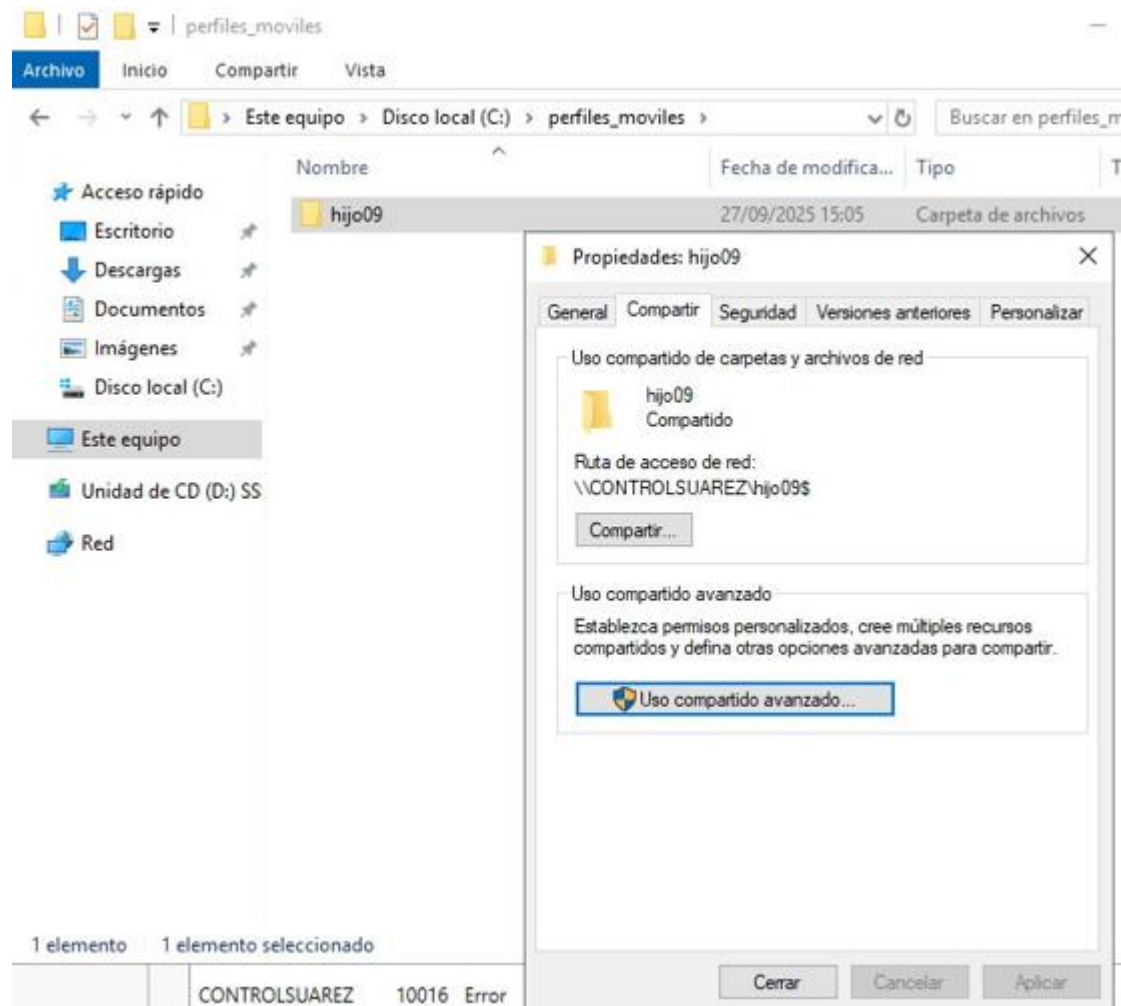 perfiles_moviles
Archivo Inicio Compartir Vista
Este equipo Disco local (C:) perfiles_moviles Buscar en perfiles_m
Nombre Fecha de modifica... Tipo T
Acceso rápido
hijo09 27/09/2025 15:05 Carpeta de archivos
Escritorio
Descargas
Documentos
Imágenes
Disco local (C:)
Este equipo
Unidad de CD (D:) SS
Red
Propiedades: hijo09
General Compartir Seguridad Versiones anteriores Personalizar
Uso compartido de carpetas y archivos de red
hijo09
Compartido
Ruta de acceso de red:
\\CONTROLSUAREZ\hijo09$
Compartir...
Uso compartido avanzado
Establezca permisos personalizados, cree múltiples recursos
compartidos y defina otras opciones avanzadas para compartir.
Uso compartido avanzado...
Cerrar Cancelar Aplicar
1 elemento 1 elemento seleccionado
CONTROLSUAREZ 10016 Error